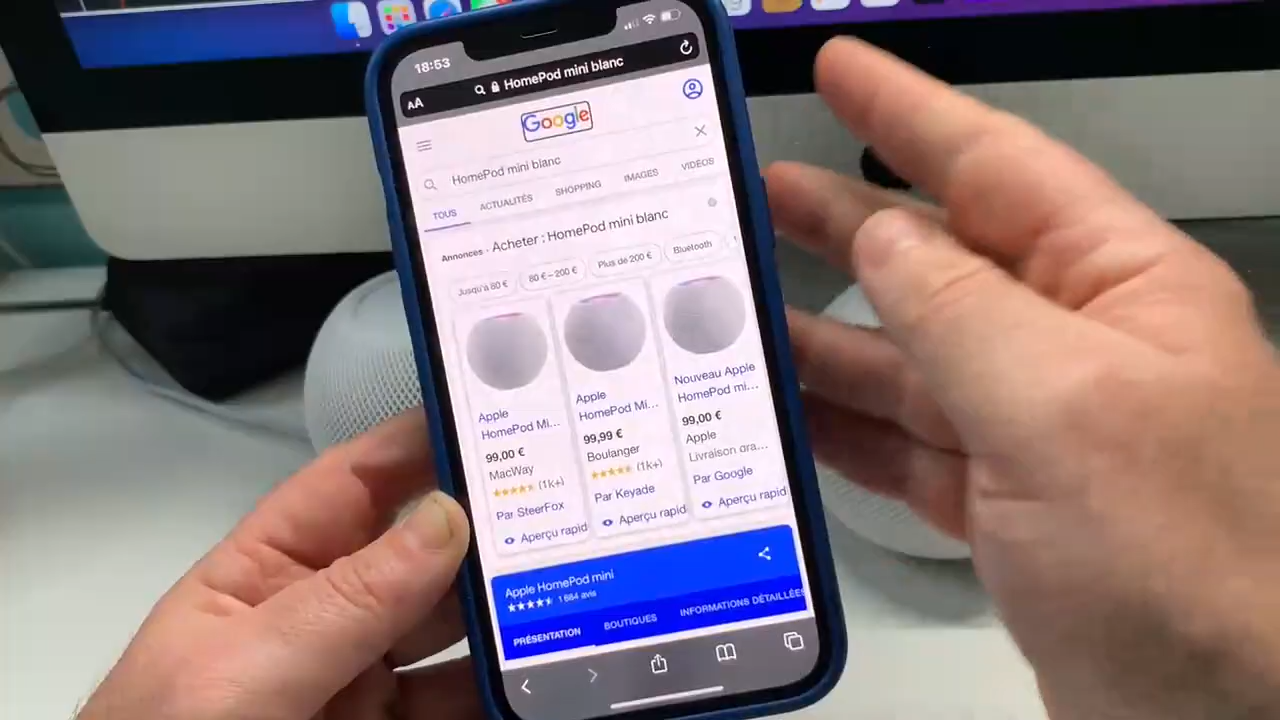 18:53
AA HomePod mini blanc
Google
HomePod mini blanc
TOUS ACTUALITÉS SHOPPING IMAGES VIDÉOS
Annonces · Acheter : HomePod mini blanc
Jusqu'à 80 € 80 € – 200 € Plus de 200 € Bluetooth
Apple
HomePod Mi...
99,00 €
MacWay
(1k+)
Par SteerFox
Aperçu rapid
Apple
HomePod Mi...
99,99 €
Boulanger
(1k+)
Par Keyade
Aperçu rapid
Nouveau Apple
HomePod mi...
99,00 €
Apple
Livraison gra...
Par Google
Aperçu rapid
Apple HomePod mini
1 684 avis
PRÉSENTATION BOUTIQUES INFORMATIONS DÉTAILLÉES